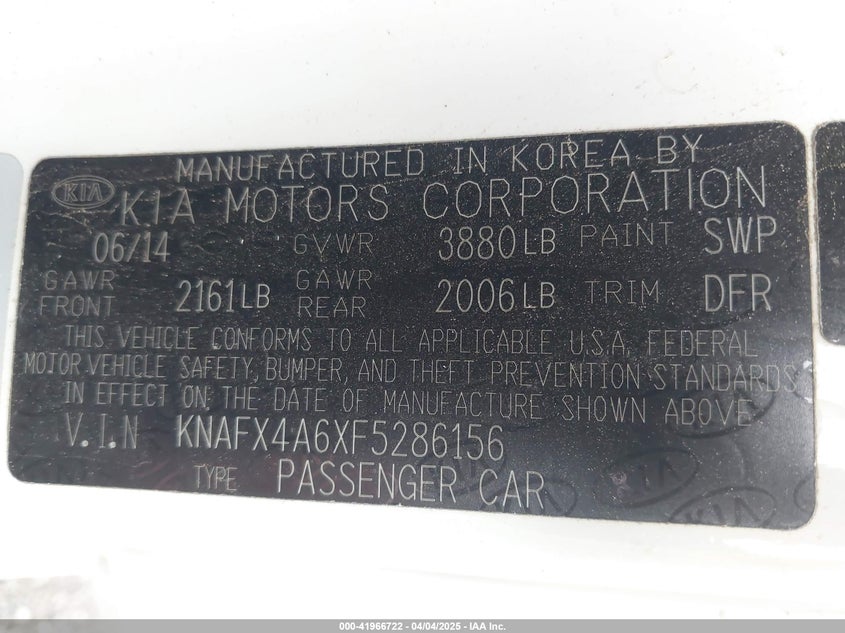 MANUFACTURED IN KOREA BY
KIA KIA MOTORS CORPORATION
06/14 GVWR 3880LB PAINT SWP
GAWR FRONT 2161LB GAWR REAR 2006LB TRIM DFR
THIS VEHICLE CONFORMS TO ALL APPLICABLE U.S.A. FEDERAL
MOTOR VEHICLE SAFETY, BUMPER, AND THEFT PREVENTION STANDARDS
IN EFFECT ON THE DATE OF MANUFACTURE SHOWN ABOVE.
V.I.N KNAFX4A6XF5286156
TYPE PASSENGER CAR
KIA KIA KIA
000-41966722 - 04/04/2025 - IAA Inc.